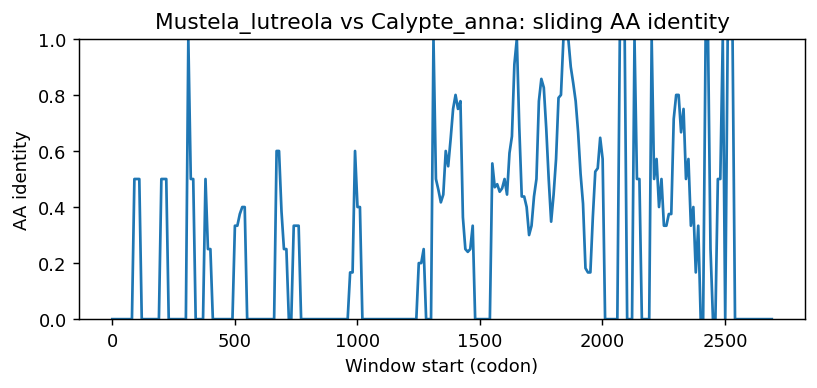 Mustela_lutreola vs Calypte_anna: sliding AA identity
1.0
0.8
0.6
0.4
0.2
0.0
AA identity
0 500 1000 1500 2000 2500
Window start (codon)